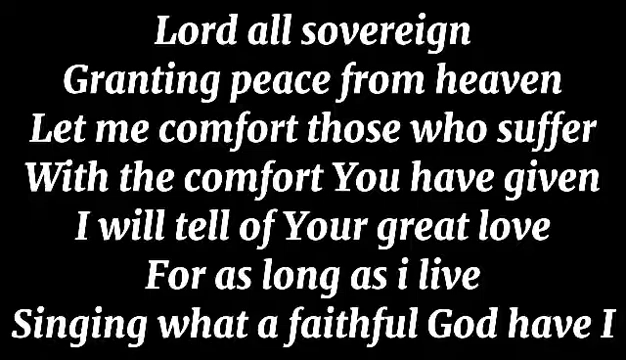 Lord all sovereign
Granting peace from heaven
Let me comfort those who suffer
With the comfort You have given
I will tell of Your great love
For as long as i live
Singing what a faithful God have I